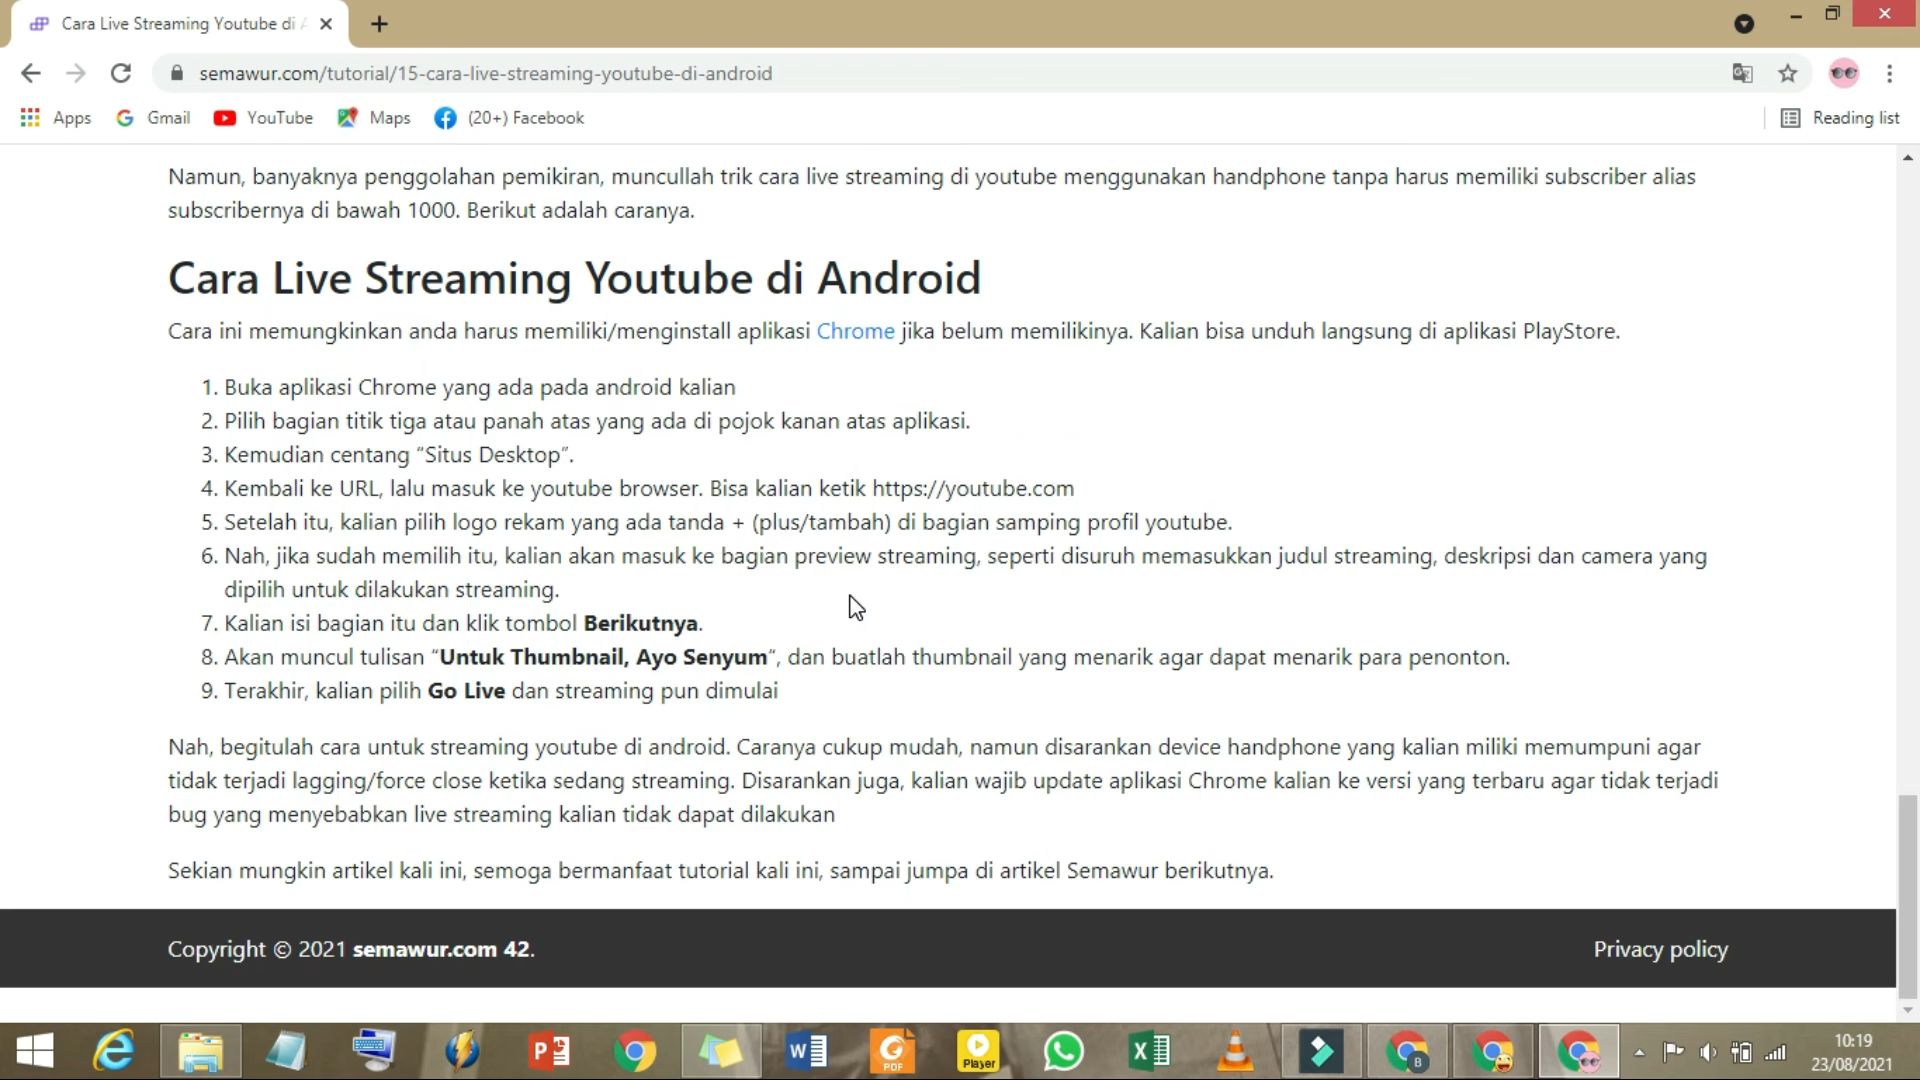 Cara Live Streaming Youtube di A
semawur.com/tutorial/15-cara-live-streaming-youtube-di-android
Apps Gmail YouTube Maps (20+) Facebook Reading list
Namun, banyaknya penggolahan pemikiran, muncullah trik cara live streaming di youtube menggunakan handphone tanpa harus memiliki subscriber alias
subscribernya di bawah 1000. Berikut adalah caranya.
Cara Live Streaming Youtube di Android
Cara ini memungkinkan anda harus memiliki/menginstall aplikasi Chrome jika belum memilikinya. Kalian bisa unduh langsung di aplikasi PlayStore.
1. Buka aplikasi Chrome yang ada pada android kalian
2. Pilih bagian titik tiga atau panah atas yang ada di pojok kanan atas aplikasi.
3. Kemudian centang “Situs Desktop”.
4. Kembali ke URL, lalu masuk ke youtube browser. Bisa kalian ketik https://youtube.com
5. Setelah itu, kalian pilih logo rekam yang ada tanda + (plus/tambah) di bagian samping profil youtube.
6. Nah, jika sudah memilih itu, kalian akan masuk ke bagian preview streaming, seperti disuruh memasukkan judul streaming, deskripsi dan camera yang
dipilih untuk dilakukan streaming.
7. Kalian isi bagian itu dan klik tombol Berikutnya.
8. Akan muncul tulisan “Untuk Thumbnail, Ayo Senyum“, dan buatlah thumbnail yang menarik agar dapat menarik para penonton.
9. Terakhir, kalian pilih Go Live dan streaming pun dimulai
Nah, begitulah cara untuk streaming youtube di android. Caranya cukup mudah, namun disarankan device handphone yang kalian miliki memumpuni agar
tidak terjadi lagging/force close ketika sedang streaming. Disarankan juga, kalian wajib update aplikasi Chrome kalian ke versi yang terbaru agar tidak terjadi
bug yang menyebabkan live streaming kalian tidak dapat dilakukan
Sekian mungkin artikel kali ini, semoga bermanfaat tutorial kali ini, sampai jumpa di artikel Semawur berikutnya.
Copyright © 2021 semawur.com 42. Privacy policy
PDF
Player
B
10:19
23/08/2021